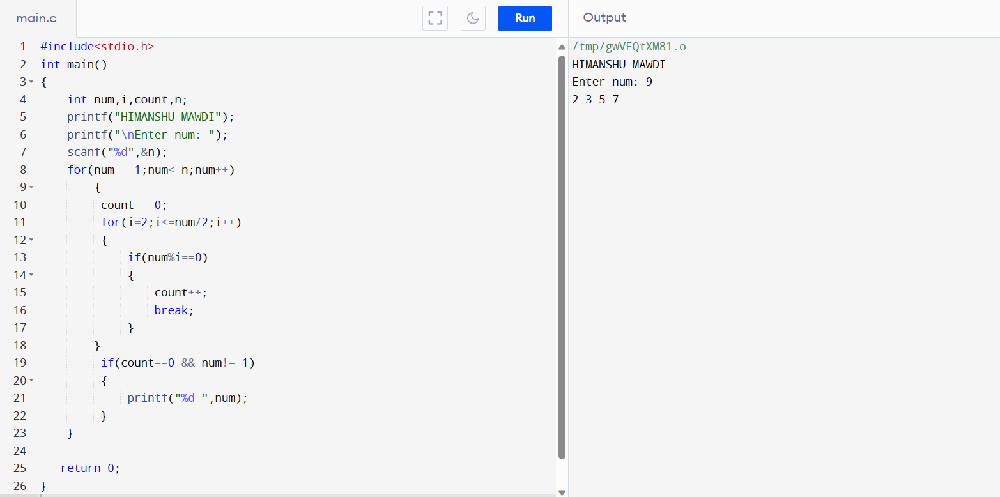 main.c
Run
Output
1 #include<stdio.h>
2 int main()
3 {
4 int num,i,count,n;
5 printf("HIMANSHU MAWDI");
6 printf("\nEnter num: ");
7 scanf("%d",&n);
8 for(num = 1;num<=n;num++)
9 {
10 count = 0;
11 for(i=2;i<=num/2;i++)
12 {
13 if(num%i==0)
14 {
15 count++;
16 break;
17 }
18 }
19 if(count==0 && num!= 1)
20 {
21 printf("%d ",num);
22 }
23 }
24
25 return 0;
26 }
/tmp/gwVEQtXM81.o
HIMANSHU MAWDI
Enter num: 9
2 3 5 7